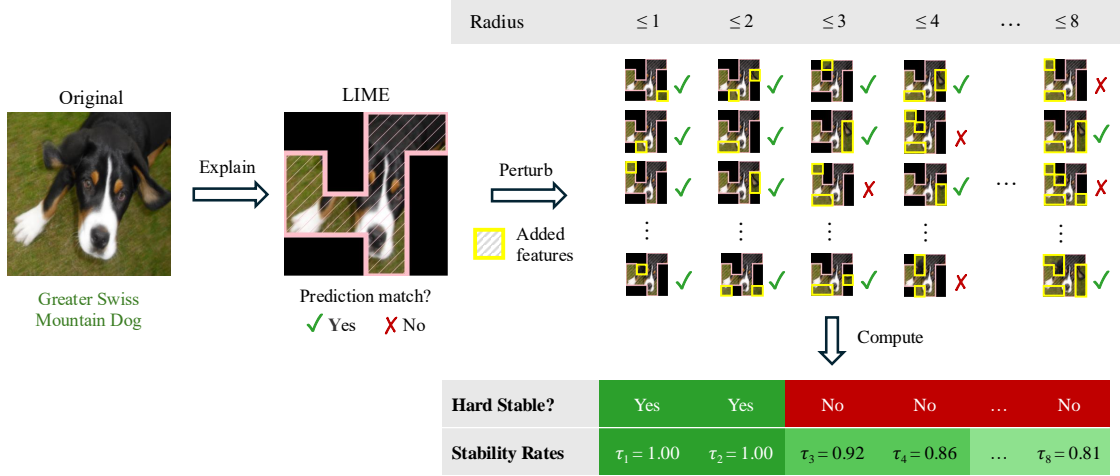 Radius ≤ 1 ≤ 2 ≤ 3 ≤ 4 … ≤ 8
Original
LIME
Explain
Perturb
Added
features
✓ ✓ ✓ ✓ ✗
✓ ✓ ✓ ✗ ✓
✓ ✓ ✗ ✓ … ✗
⋮ ⋮ ⋮ ⋮ ⋮
✓ ✓ ✓ ✗ ✓
Greater Swiss
Mountain Dog
Prediction match?
✓ Yes ✗ No
Compute
Hard Stable? Yes Yes No No … No
Stability Rates τ₁ = 1.00 τ₂ = 1.00 τ₃ = 0.92 τ₄ = 0.86 … τ₈ = 0.81